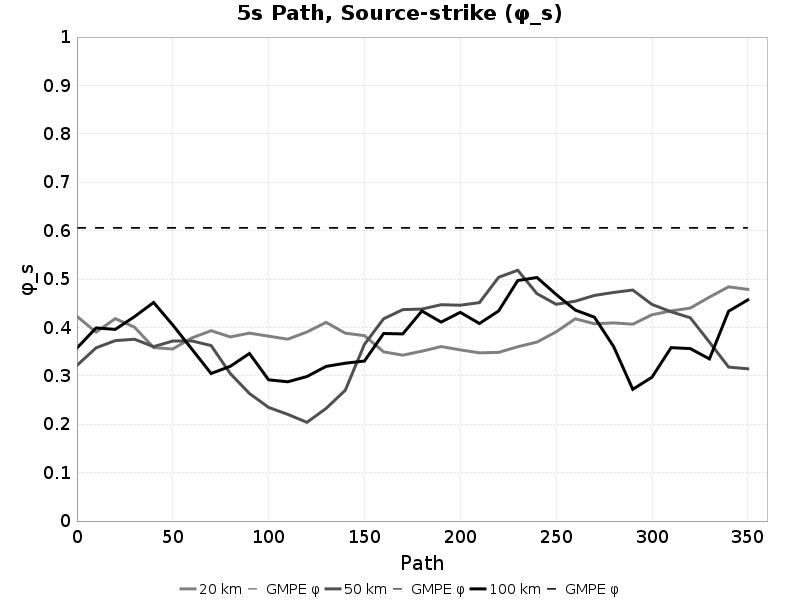 5s Path, Source-strike (φ_s)
1
0.9
0.8
0.7
0.6
0.5
0.4
0.3
0.2
0.1
0
φ_s
0 50 100 150 200 250 300 350
Path
20 km GMPE φ 50 km GMPE φ 100 km GMPE φ